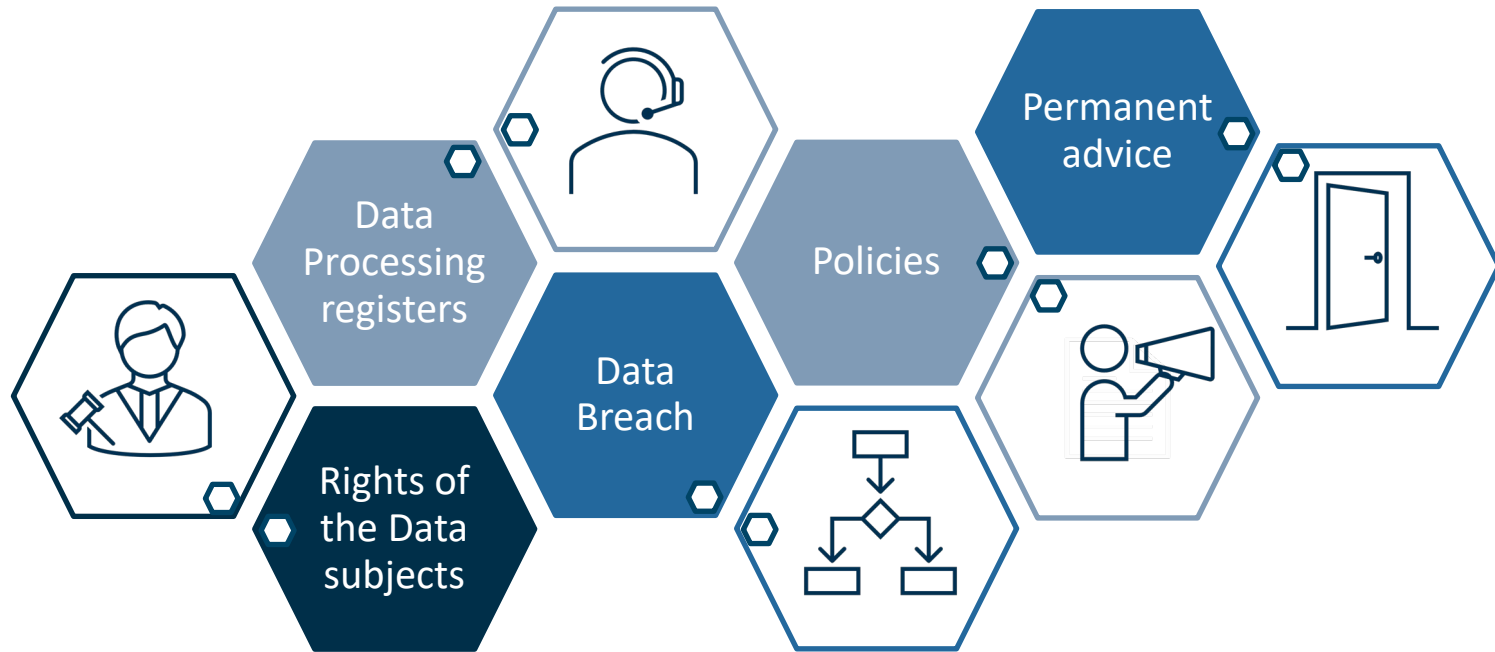 Data
Processing
registers
Rights of
the Data
subjects
Data
Breach
Policies
Permanent
advice